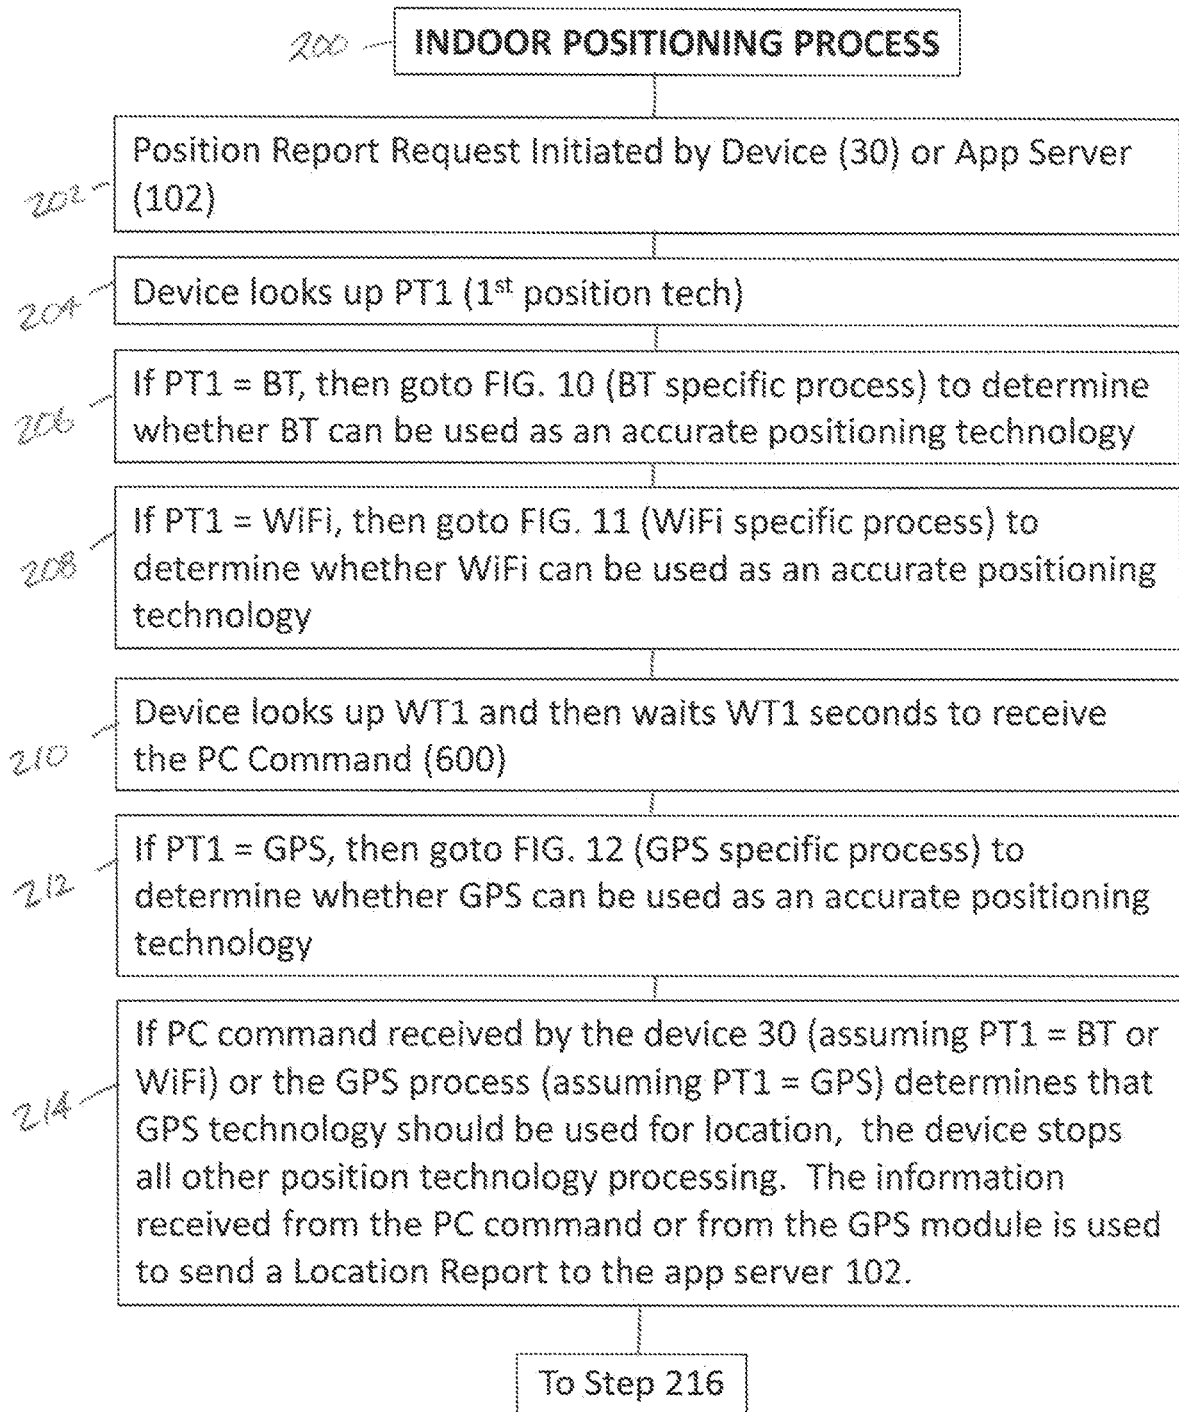 200 INDOOR POSITIONING PROCESS
Position Report Request Initiated by Device (30) or App Server
202 (102)
204 Device looks up PT1 (1st position tech)
If PT1 = BT, then goto FIG. 10 (BT specific process) to determine
206 whether BT can be used as an accurate positioning technology
If PT1 = WiFi, then goto FIG. 11 (WiFi specific process) to
208 determine whether WiFi can be used as an accurate positioning
technology
Device looks up WT1 and then waits WT1 seconds to receive
210 the PC Command (600)
If PT1 = GPS, then goto FIG. 12 (GPS specific process) to
212 determine whether GPS can be used as an accurate positioning
technology
If PC command received by the device 30 (assuming PT1 = BT or
WiFi) or the GPS process (assuming PT1 = GPS) determines that
214 GPS technology should be used for location, the device stops
all other position technology processing. The information
received from the PC command or from the GPS module is used
to send a Location Report to the app server 102.
To Step 216